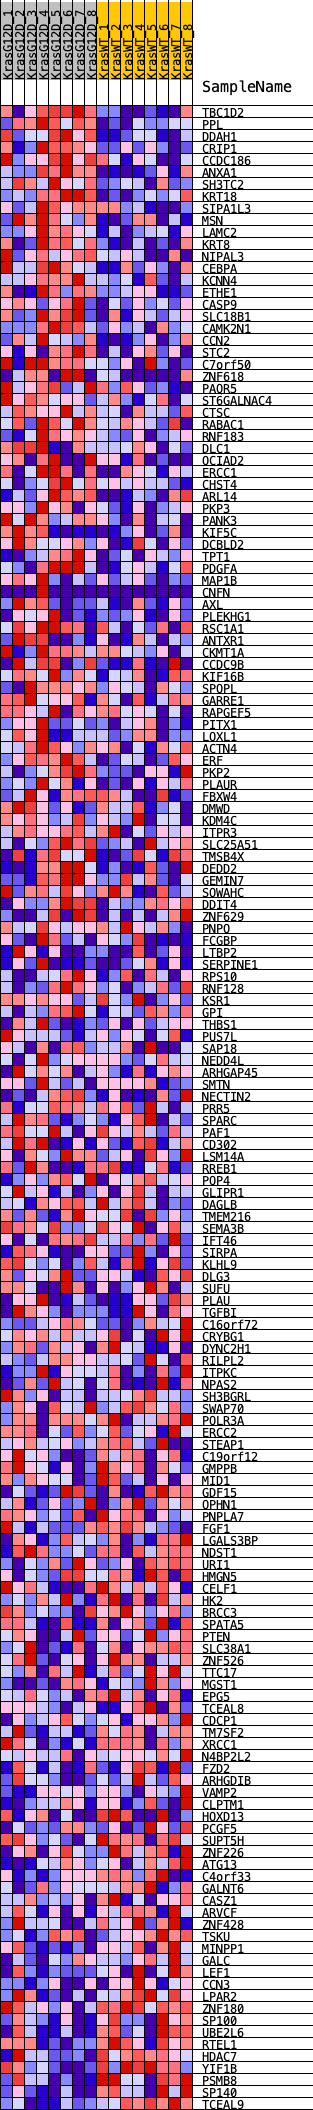 KrasG12D_1
KrasG12D_2
KrasG12D_3
KrasG12D_4
KrasG12D_5
KrasG12D_6
KrasG12D_7
KrasG12D_8
KrasWT_1
KrasWT_2
KrasWT_3
KrasWT_4
KrasWT_5
KrasWT_6
KrasWT_7
KrasWT_8
SampleName
TBC1D2
PPL
DDAH1
CRIP1
CCDC186
ANXA1
SH3TC2
KRT18
SIPA1L3
MSN
LAMC2
KRT8
NIPAL3
CEBPA
KCNN4
ETHE1
CASP9
SLC18B1
CAMK2N1
CCN2
STC2
C7orf50
ZNF618
PAQR5
ST6GALNAC4
CTSC
RABAC1
RNF183
DLC1
OCIAD2
ERCC1
CHST4
ARL14
PKP3
PANK3
KIF5C
DCBLD2
TPT1
PDGFA
MAP1B
CNFN
AXL
PLEKHG1
RSC1A1
ANTXR1
CKMT1A
CCDC9B
KIF16B
SPOPL
GARRE1
RAPGEF5
PITX1
LOXL1
ACTN4
ERF
PKP2
PLAUR
FBXW4
DMWD
KDM4C
ITPR3
SLC25A51
TMSB4X
DEDD2
GEMIN7
SOWAHC
DDIT4
ZNF629
PNPO
FCGBP
LTBP2
SERPINE1
RPS10
RNF128
KSR1
GPI
THBS1
PUS7L
SAP18
NEDD4L
ARHGAP45
SMTN
NECTIN2
PRR5
SPARC
PAF1
CD302
LSM14A
RREB1
PQP4
GLIPR1
DAGLB
TMEM216
SEMA3B
IFT46
SIRPA
KLHL9
DLG3
SUFU
PLAU
TGFBI
C16orf72
CRYBG1
DYNC2H1
RILPL2
ITPKC
NPAS2
SH3BGRL
SWAP70
POLR3A
ERCC2
STEAP1
C19orf12
GMPPB
MID1
GDF15
OPHN1
PNPLA7
FGF1
LGALS3BP
NDST1
URI1
HMGN5
CELF1
HK2
BRCC3
SPATA5
PTEN
SLC38A1
ZNF526
TTC17
MGST1
EPG5
TCEAL8
CDCP1
TM7SF2
XRCC1
N4BP2L2
FZD2
ARHGDIB
VAMP2
CLPTM1
HOXD13
PCGF5
SUPT5H
ZNF226
ATG13
C4orf33
GALNT6
CASZ1
ARVCF
ZNF428
TSKU
MINPP1
GALC
LEF1
CCN3
LPAR2
ZNF180
SP100
UBE2L6
RTEL1
HDAC7
YIF1B
PSMB8
SP140
TCEAL9